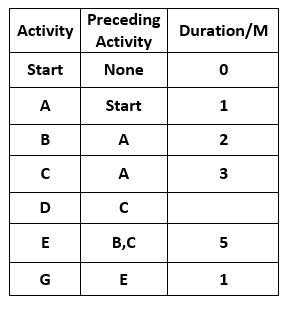 Activity Preceding Activity Duration/M
Start None 0
A Start 1
B A 2
C A 3
D C
E B,C 5
G E 1